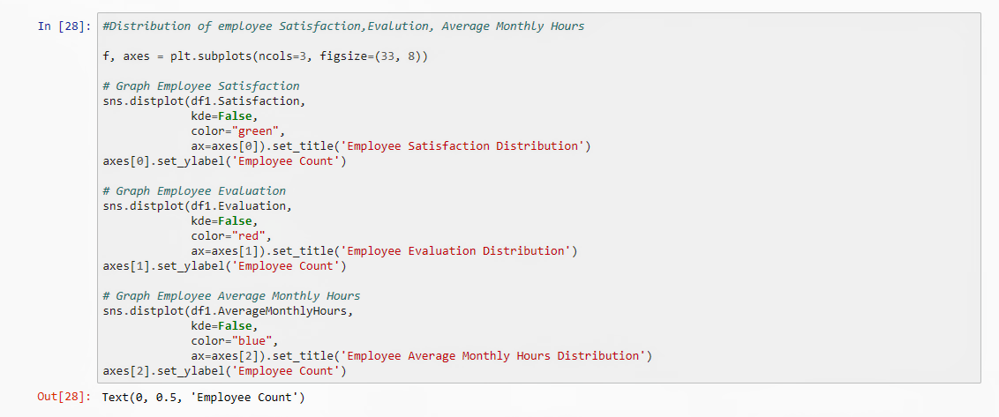 In [28]: #Distribution of employee Satisfaction,Evalution, Average Monthly Hours

f, axes = plt.subplots(ncols=3, figsize=(33, 8))

# Graph Employee Satisfaction
sns.distplot(df1.Satisfaction,
             kde=False,
             color="green",
             ax=axes[0]).set_title('Employee Satisfaction Distribution')
axes[0].set_ylabel('Employee Count')

# Graph Employee Evaluation
sns.distplot(df1.Evaluation,
             kde=False,
             color="red",
             ax=axes[1]).set_title('Employee Evaluation Distribution')
axes[1].set_ylabel('Employee Count')

# Graph Employee Average Monthly Hours
sns.distplot(df1.AverageMonthlyHours,
             kde=False,
             color="blue",
             ax=axes[2]).set_title('Employee Average Monthly Hours Distribution')
axes[2].set_ylabel('Employee Count')
Out[28]: Text(0, 0.5, 'Employee Count')